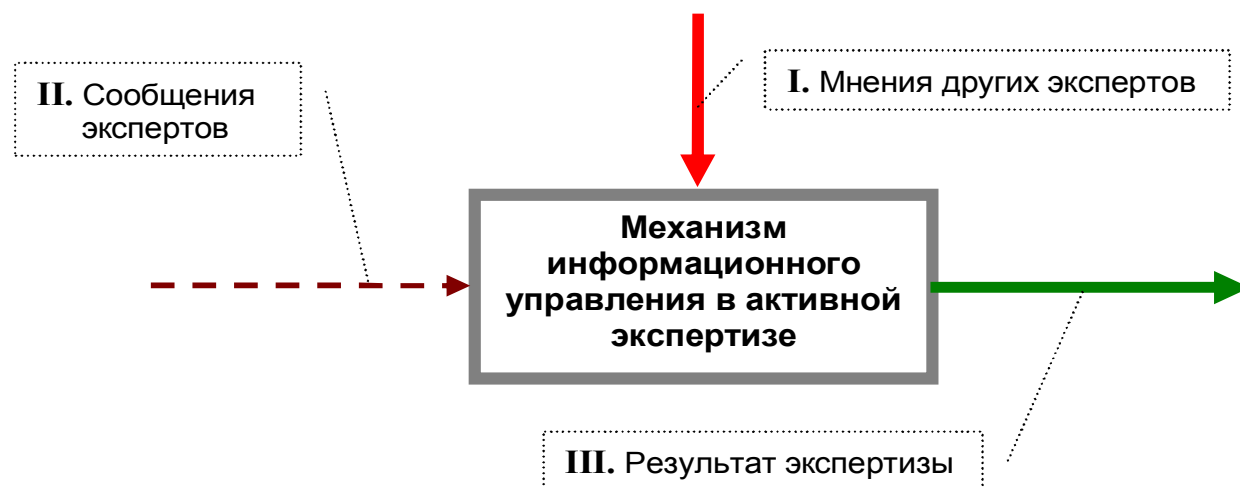 II. Сообщения
экспертов
I. Мнения других экспертов
Механизм
информационного
управления в активной
экспертизе
III. Результат экспертизы